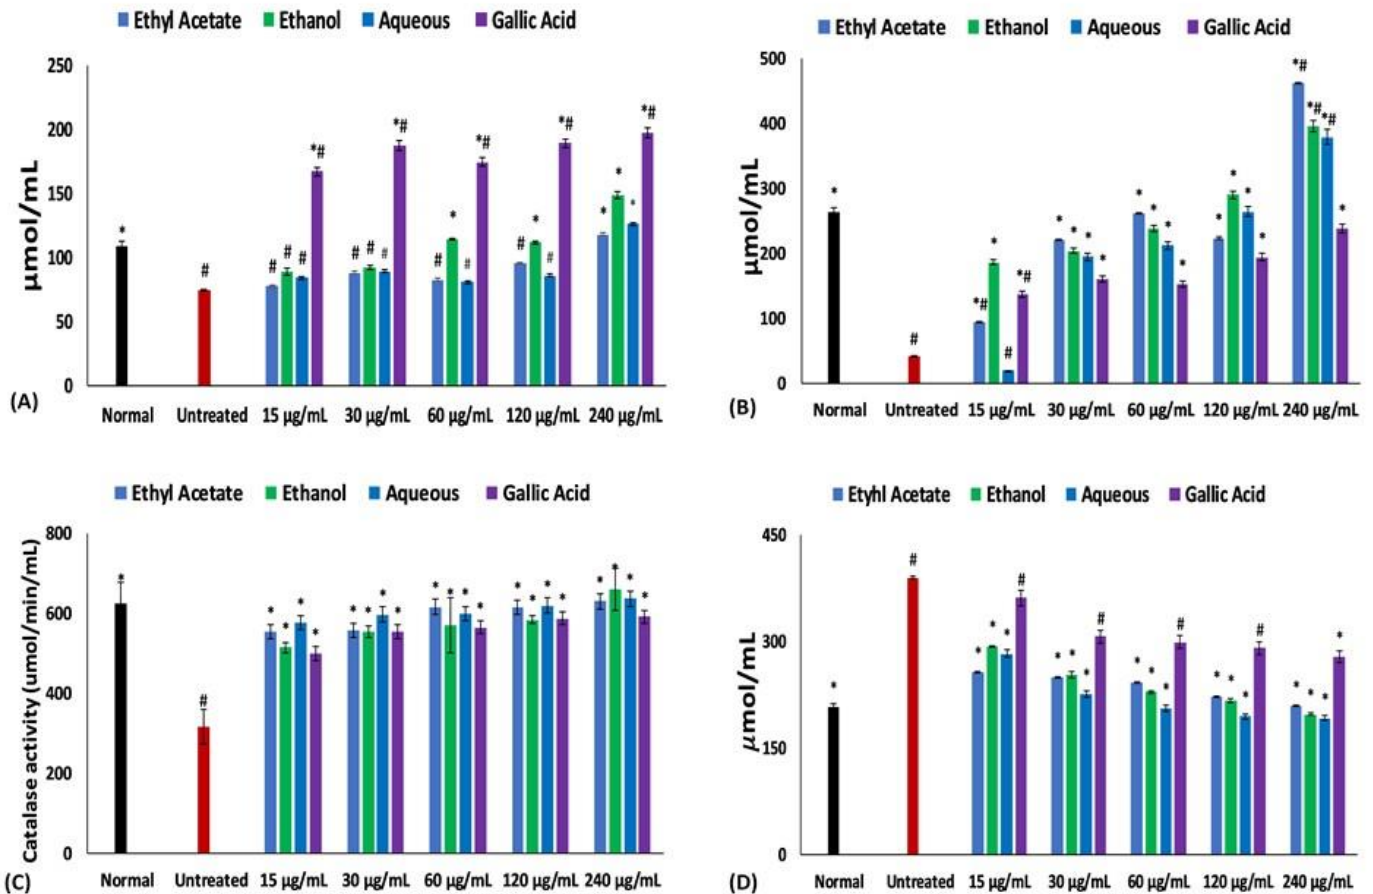 Ethyl Acetate Ethanol Aqueous Gallic Acid
250
200
150
100
50
0
µmol/mL
* # # # # *# # # # *# # * # *# # * # *# * * * *#
(A)
Normal Untreated 15 µg/mL 30 µg/mL 60 µg/mL 120 µg/mL 240 µg/mL
Ethyl Acetate Ethanol Aqueous Gallic Acid
500
400
300
200
100
0
µmol/mL
* # *# * # *# * * * * * * * * * * * * *# *# *# *
(B)
Normal Untreated 15 µg/mL 30 µg/mL 60 µg/mL 120 µg/mL 240 µg/mL
Ethyl Acetate Ethanol Aqueous Gallic Acid
800
600
400
200
0
Catalase activity (umol/min/mL)
* # * * * * * * * * * * * * * * * * * * * *
(C)
Normal Untreated 15 µg/mL 30 µg/mL 60 µg/mL 120 µg/mL 240 µg/mL
Etyhl Acetate Ethanol Aqueous Gallic Acid
450
300
150
0
µmol/mL
* # * * * # * * * # * * * # * * * # * * * *
(D)
Normal Untreated 15 µg/mL 30 µg/mL 60 µg/mL 120 µg/mL 240 µg/mL